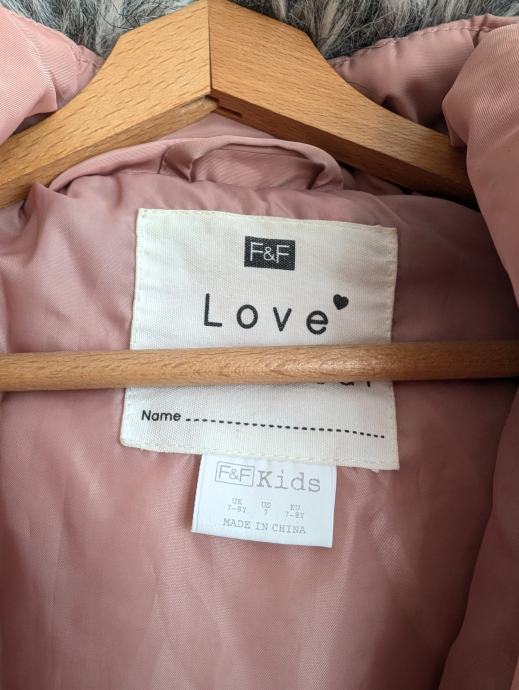 F&F
Love
Name
F&F Kids
UK US EU
7-8Y 7 7-8Y
MADE IN CHINA